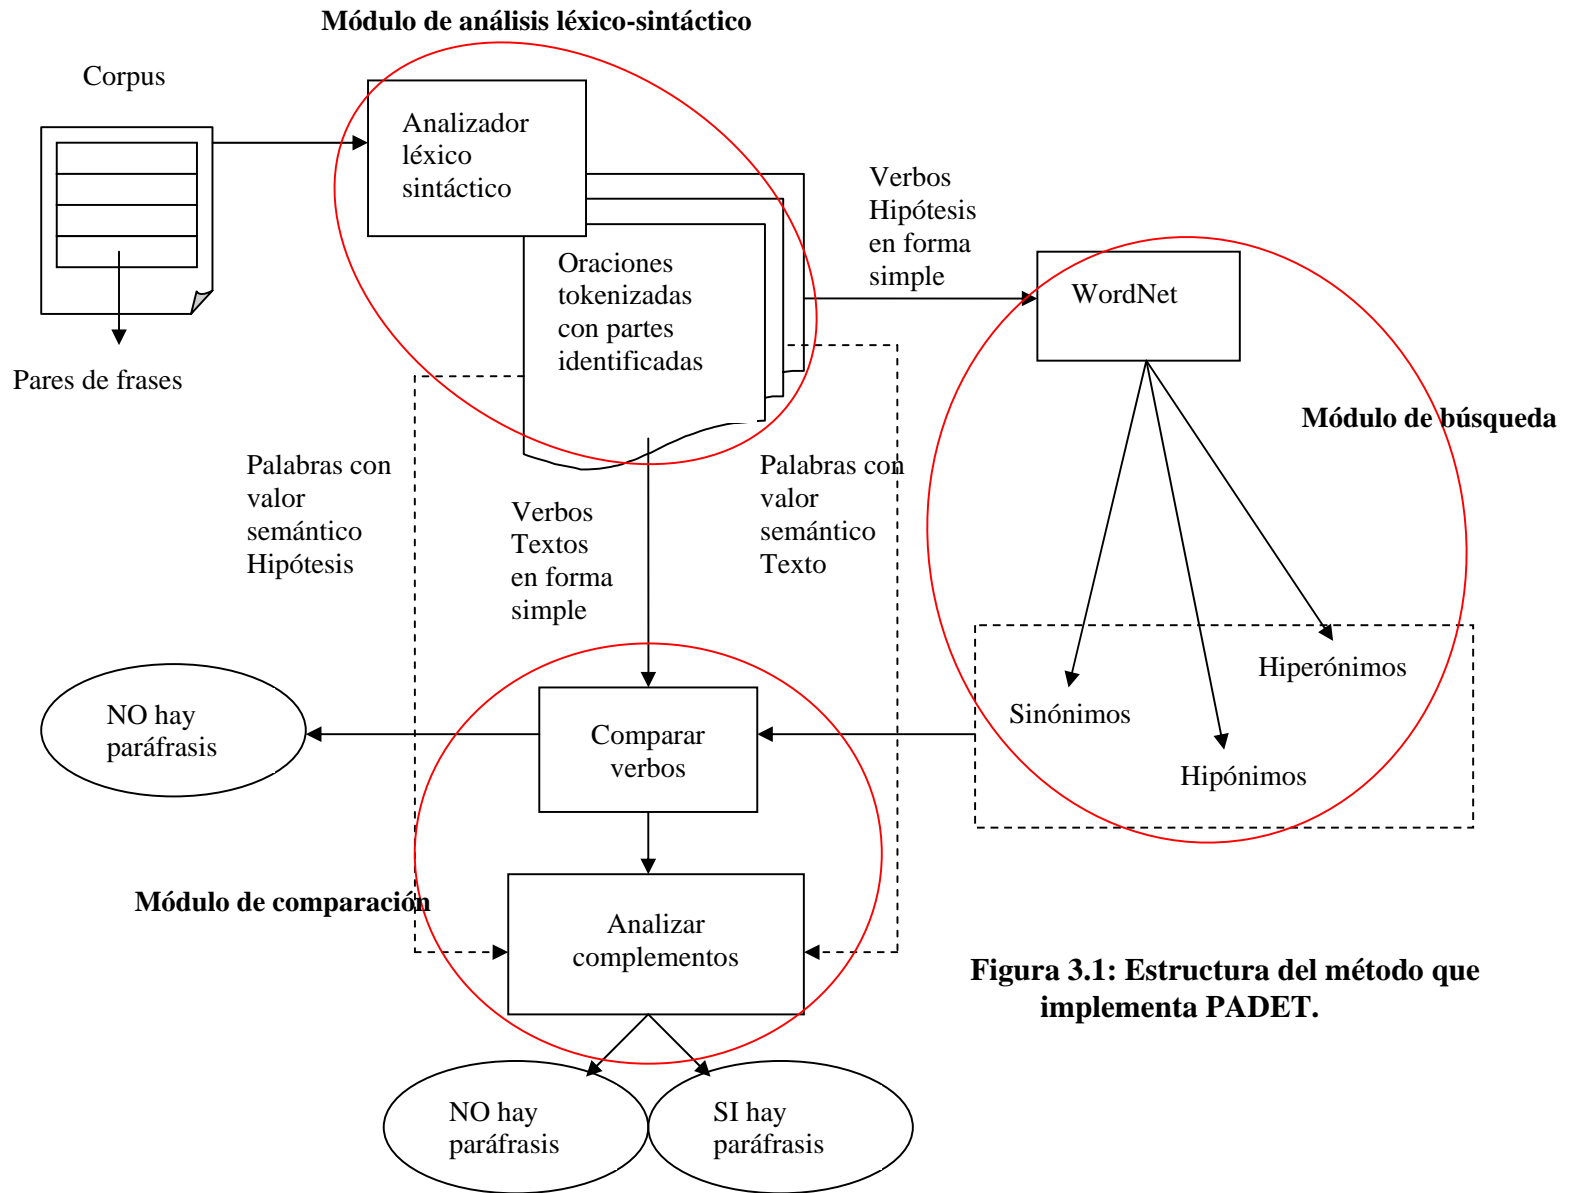 Módulo de análisis léxico-sintáctico
Corpus
Analizador
léxico
sintáctico
Verbos
Hipótesis
en forma
simple
Oraciones
tokenizadas
con partes
identificadas
WordNet
Pares de frases
Módulo de búsqueda
Palabras con
valor
semántico
Hipótesis
Verbos
Textos
en forma
simple
Palabras con
valor
semántico
Texto
Hiperónimos
Sinónimos
Hipónimos
NO hay
paráfrasis
Comparar
verbos
Módulo de comparación
Analizar
complementos
Figura 3.1: Estructura del método que
implementa PADET.
NO hay
paráfrasis
SI hay
paráfrasis